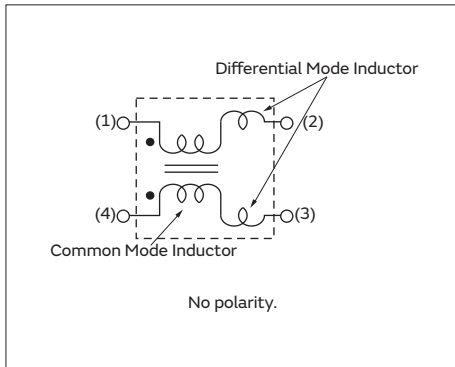 Differential Mode Inductor
(1)
(2)
(4)
(3)
Common Mode Inductor
No polarity.